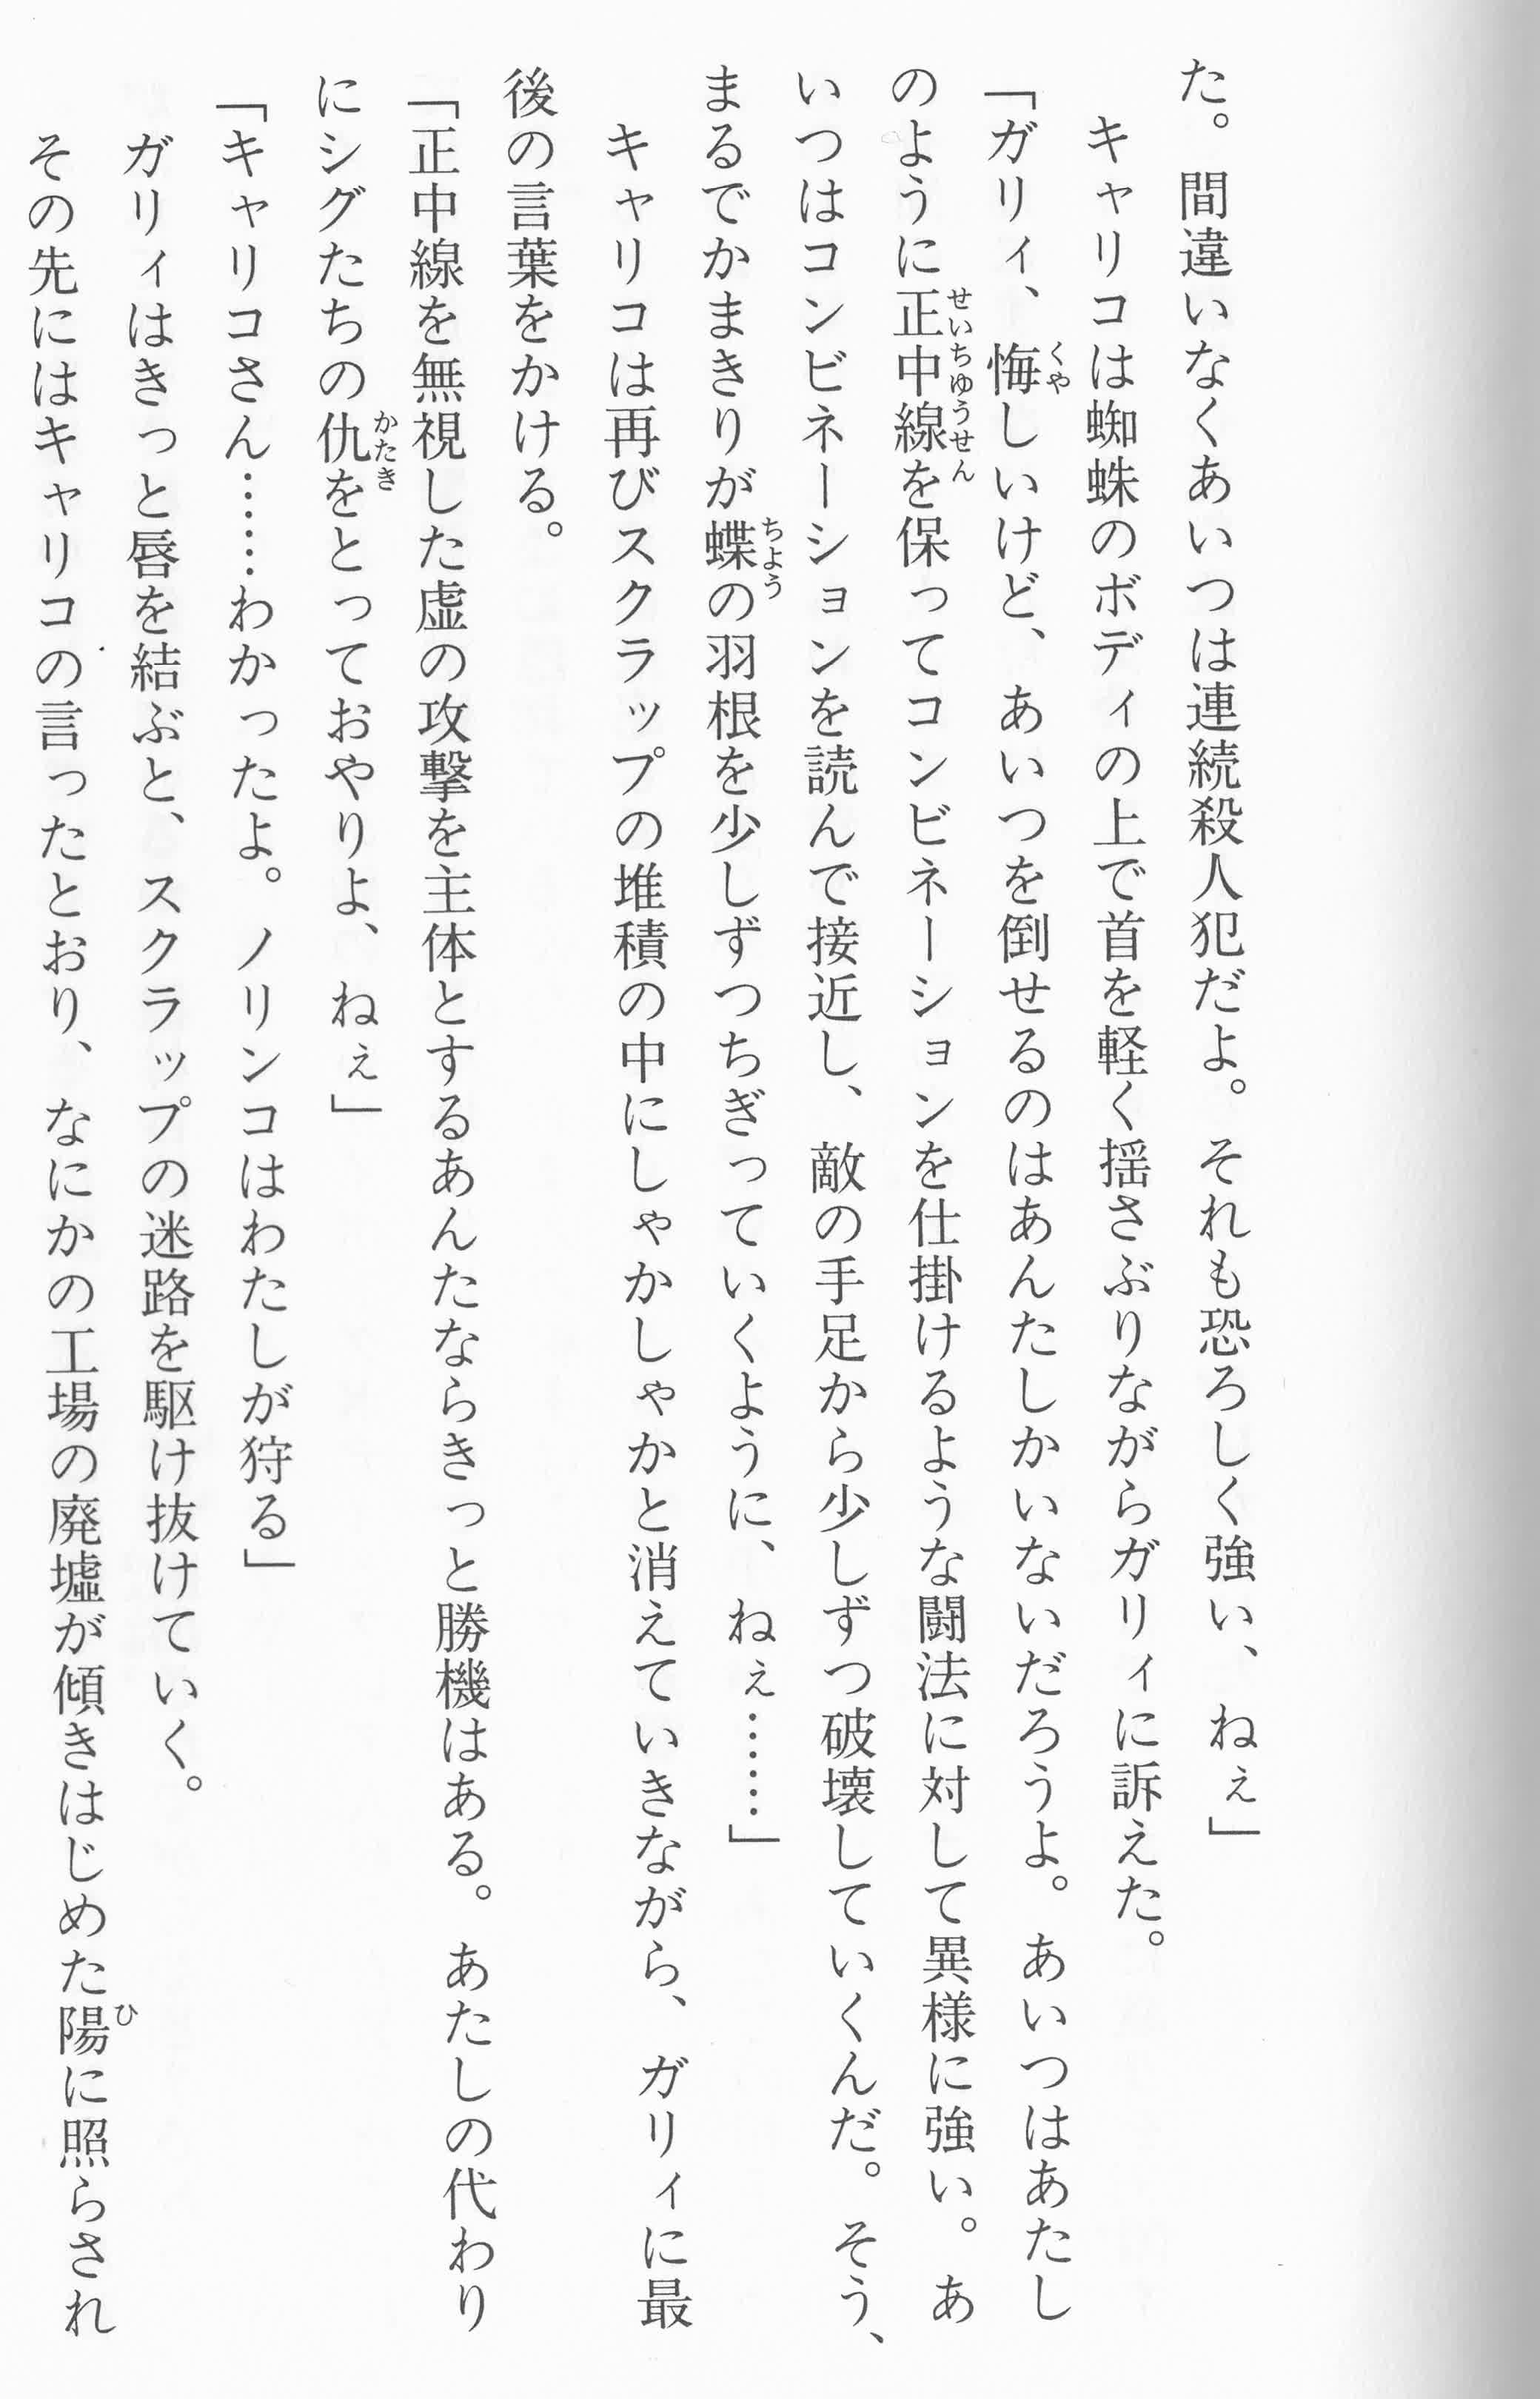 た。間違いなくあいつは連続殺人犯だよ。それも恐ろしく強い、ねぇ」
　キャリコは蜘蛛のボディの上で首を軽く揺さぶりながらガリィに訴えた。
「ガリィ、悔しいけど、あいつを倒せるのはあんたしかいないだろうよ。あいつはあたし
のように正中線を保ってコンビネーションを仕掛けるような闘法に対して異様に強い。あ
いつはコンビネーションを読んで接近し、敵の手足から少しずつ破壊していくんだ。そう、
まるでかまきりが蝶の羽根を少しずつちぎっていくように、ねぇ……」
　キャリコは再びスクラップの堆積の中にしゃかしゃかと消えていきながら、ガリィに最
後の言葉をかける。
「正中線を無視した虚の攻撃を主体とするあんたならきっと勝機はある。あたしの代わり
にシグたちの仇をとっておやりよ、ねぇ」
「キャリコさん……わかったよ。ノリンコはわたしが狩る」
　ガリィはきっと唇を結ぶと、スクラップの迷路を駆け抜けていく。
　その先にはキャリコの言ったとおり、なにかの工場の廃墟が傾きはじめた陽に照らされ